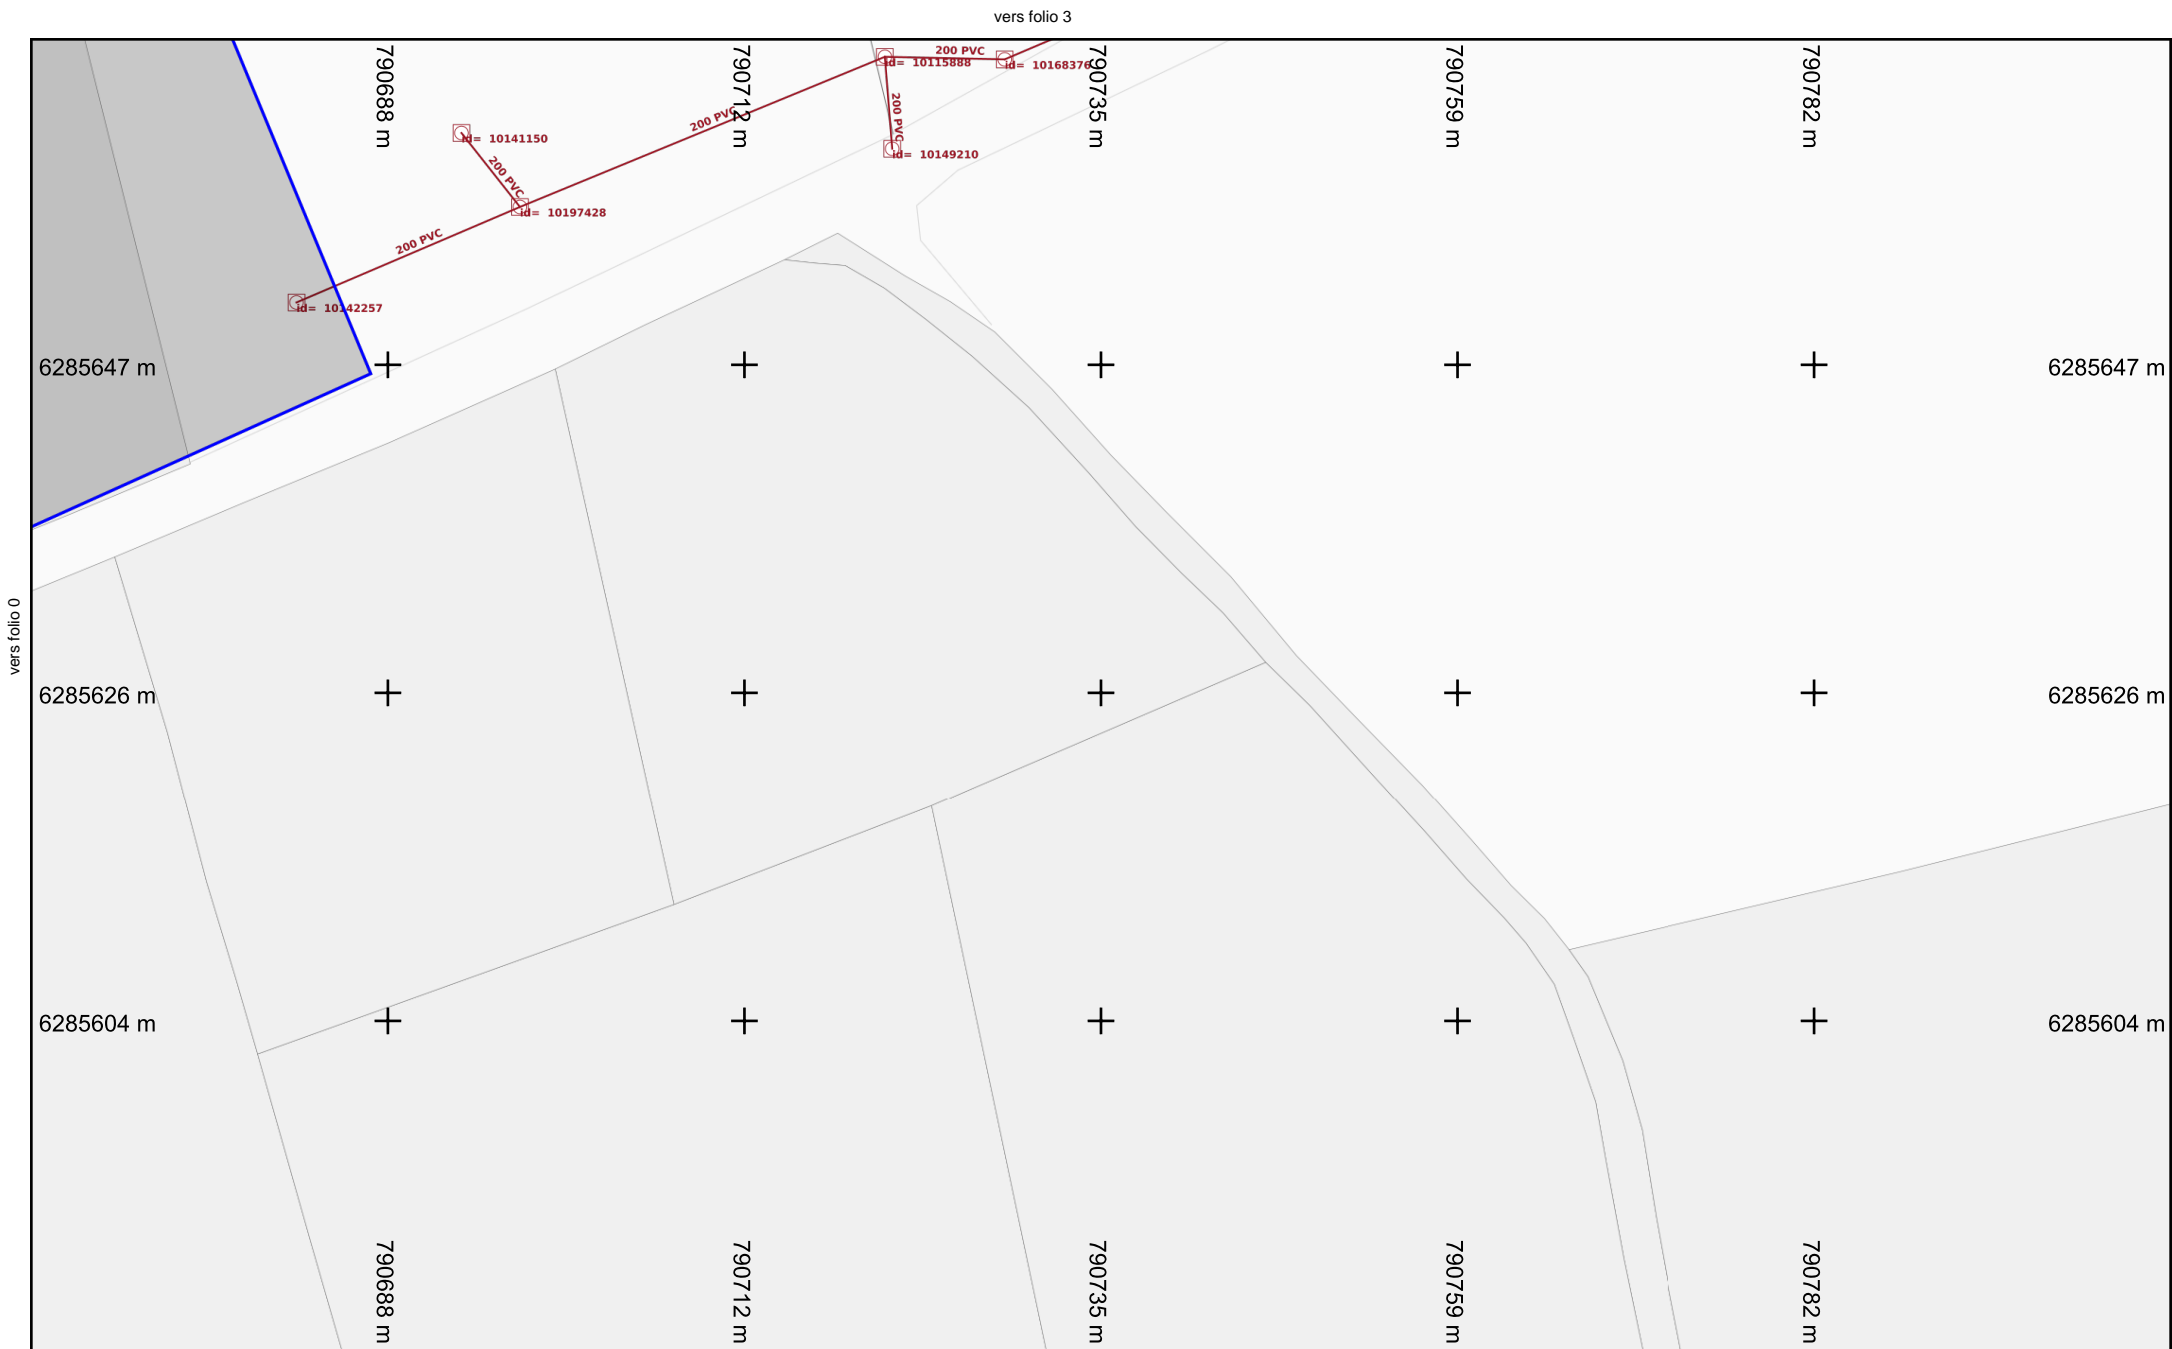 vers folio 3
790688 m
790712 m
790735 m
790759 m
790782 m
200 PVC
id= 10115888
id= 10168376
200 PVC
200 PVC
id= 10141150
id= 10149210
200 PVC
id= 10197428
200 PVC
id= 10142257
6285647 m
6285647 m
vers folio 0
6285626 m
6285626 m
6285604 m
6285604 m
790688 m
790712 m
790735 m
790759 m
790782 m